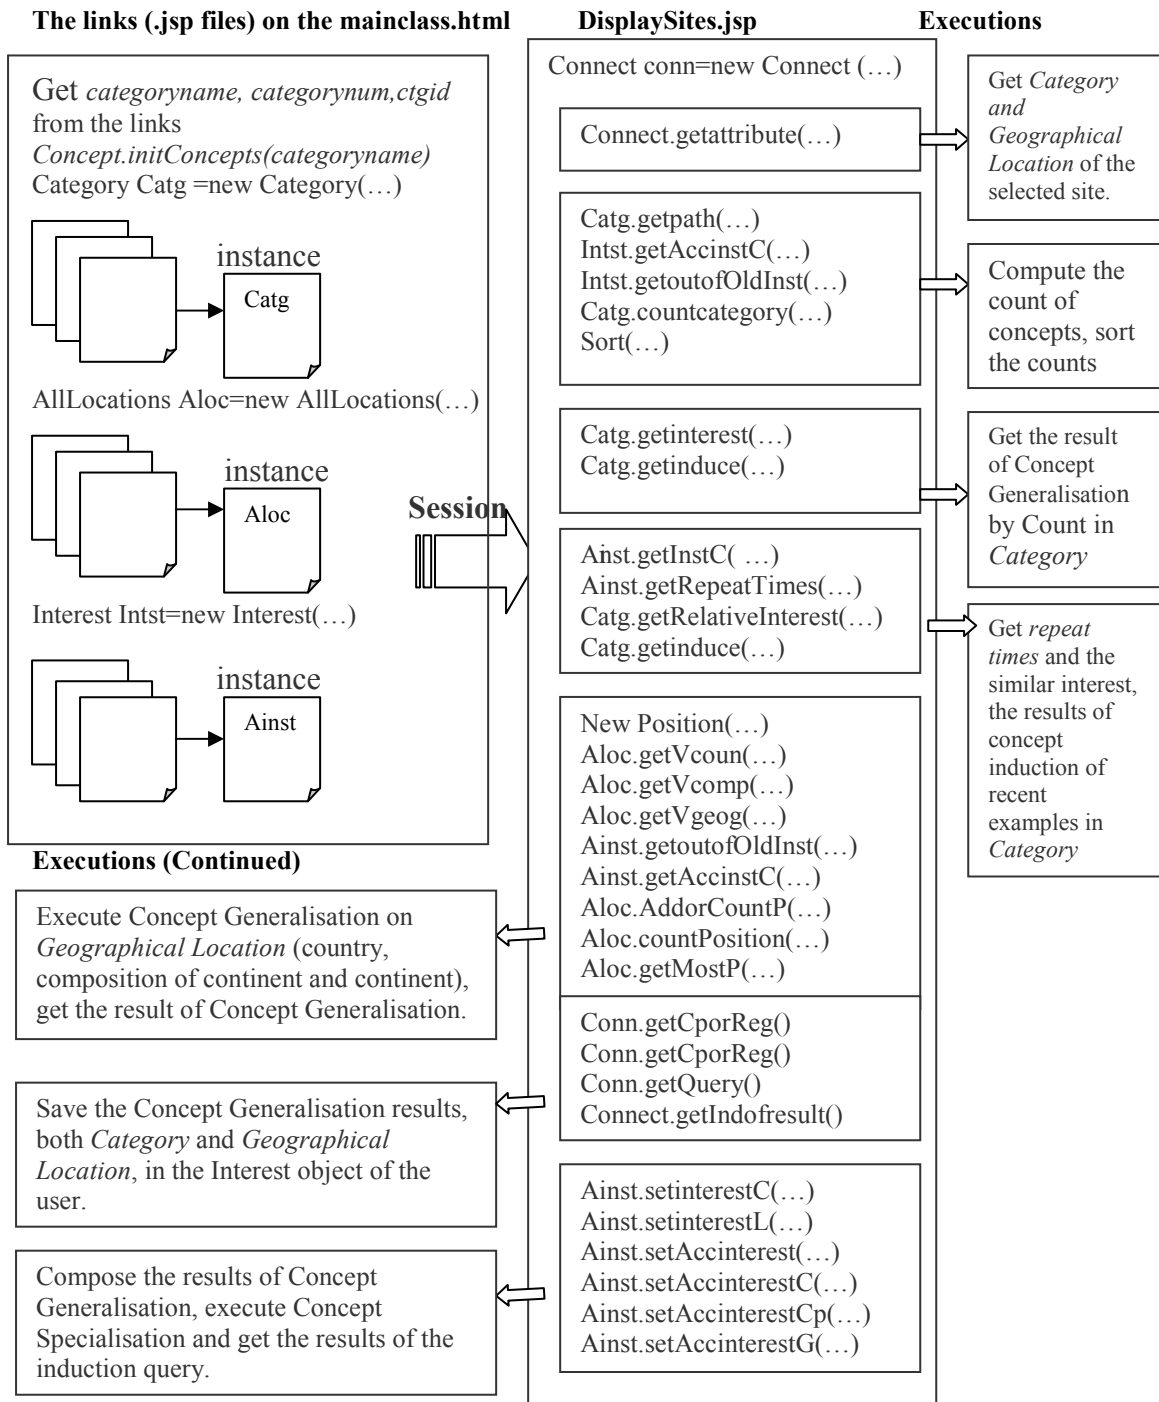 The links (.jsp files) on the mainclass.html
Get categoryname, categorynum,ctgid
from the links
Concept.initConcepts(categoryname)
Category Catg =new Category(…)
instance
Catg
AllLocations Aloc=new AllLocations(…)
instance
Aloc
Interest Intst=new Interest(…)
instance
Ainst
Session
DisplaySites.jsp
Connect conn=new Connect (…)
Connect.getattribute(…)
Catg.getpath(…)
Intst.getAccinstC(…)
Intst.getoutofOldInst(…)
Catg.countcategory(…)
Sort(…)
Catg.getinterest(…)
Catg.getinduce(…)
Ainst.getInstC( …)
Ainst.getRepeatTimes(…)
Catg.getRelativeInterest(…)
Catg.getinduce(…)
New Position(…)
Aloc.getVcoun(…)
Aloc.getVcomp(…)
Aloc.getVgeog(…)
Ainst.getoutofOldInst(…)
Ainst.getAccinstC(…)
Aloc.AddorCountP(…)
Aloc.countPosition(…)
Aloc.getMostP(…)
Conn.getCporReg()
Conn.getCporReg()
Conn.getQuery()
Connect.getIndofresult()
Ainst.setinterestC(…)
Ainst.setinterestL(…)
Ainst.setAccinterest(…)
Ainst.setAccinterestC(…)
Ainst.setAccinterestCp(…)
Ainst.setAccinterestG(…)
Executions
Get Category
and
Geographical
Location of the
selected site.
Compute the
count of
concepts, sort
the counts
Get the result
of Concept
Generalisation
by Count in
Category
Get repeat
times and the
similar interest,
the results of
concept
induction of
recent
examples in
Category
Executions (Continued)
Execute Concept Generalisation on
Geographical Location (country,
composition of continent and continent),
get the result of Concept Generalisation.
Save the Concept Generalisation results,
both Category and Geographical
Location, in the Interest object of the
user.
Compose the results of Concept
Generalisation, execute Concept
Specialisation and get the results of the
induction query.